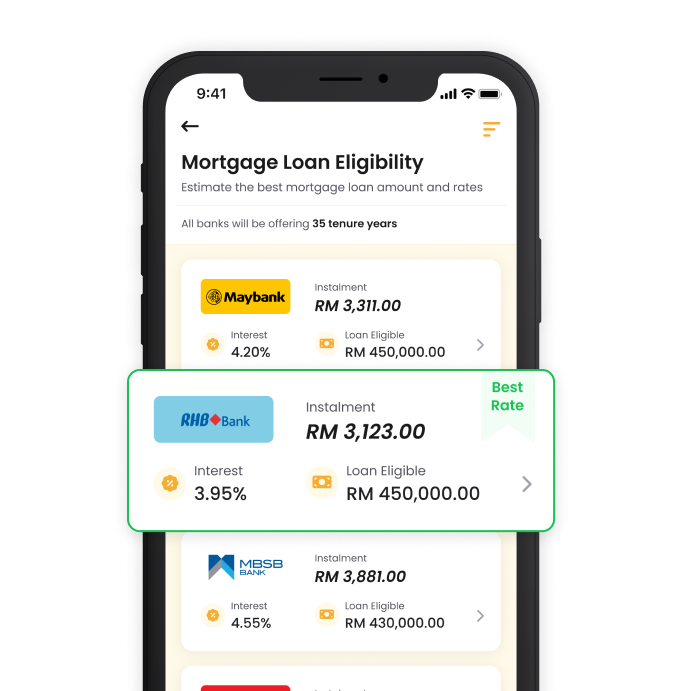 9:41
Mortgage Loan Eligibility
Estimate the best mortgage loan amount and rates
All banks will be offering 35 tenure years
Maybank
Instalment
RM 3,311.00
Interest
4.20%
Loan Eligible
RM 450,000.00
Best
Rate
RHB Bank
Instalment
RM 3,123.00
Interest
3.95%
Loan Eligible
RM 450,000.00
MBSB
BANK
Instalment
RM 3,881.00
Interest
4.55%
Loan Eligible
RM 430,000.00